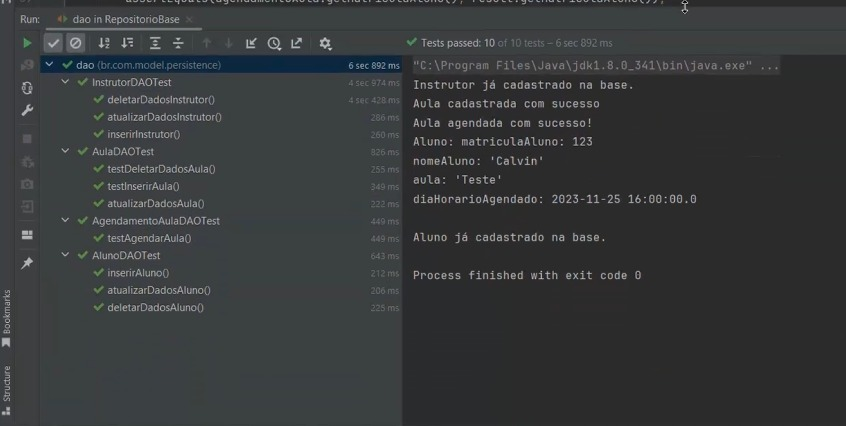 Run: dao in RepositorioBase ×
Tests passed: 10 of 10 tests – 6 sec 892 ms
dao (br.com.model.persistence) 6 sec 892 ms
InstrutorDAOTest 4 sec 974 ms
deletarDadosInstrutor() 4 sec 428 ms
atualizarDadosInstrutor() 286 ms
inserirInstrutor() 260 ms
AulaDAOTest 826 ms
testDeletarDadosAula() 255 ms
testInserirAula() 349 ms
atualizarDadosAula() 222 ms
AgendamentoAulaDAOTest 449 ms
testAgendarAula() 449 ms
AlunoDAOTest 643 ms
inserirAluno() 212 ms
atualizarDadosAluno() 206 ms
deletarDadosAluno() 225 ms
"C:\Program Files\Java\jdk1.8.0_341\bin\java.exe" ...
Instrutor já cadastrado na base.
Aula cadastrada com sucesso
Aula agendada com sucesso!
Aluno: matriculaAluno: 123
nomeAluno: 'Calvin'
aula: 'Teste'
diaHorarioAgendado: 2023-11-25 16:00:00.0
Aluno já cadastrado na base.
Process finished with exit code 0
Bookmarks
Structure